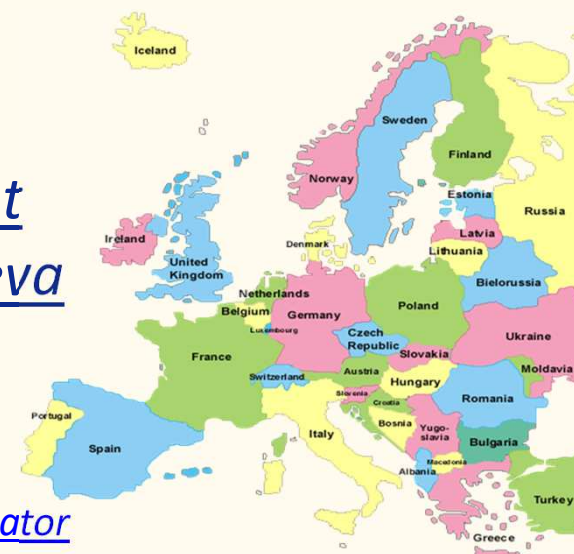 Iceland
t
eva
ator
Sweden
Finland
Norway
Russia
Estonia
Latvia
Lithuania
Ireland
United
Kingdom
Denmark
Bielorussia
Netherlands
Belgium
Germany
Poland
Luxembourg
Czech
Republic
Ukraine
Slovakia
France
Switzerland
Austria
Moldavia
Hungary
Slovenia
Croatia
Romania
Portugal
Spain
Italy
Bosnia
Yugo-
slavia
Bulgaria
Albania
Macedonia
Turkey
Greece